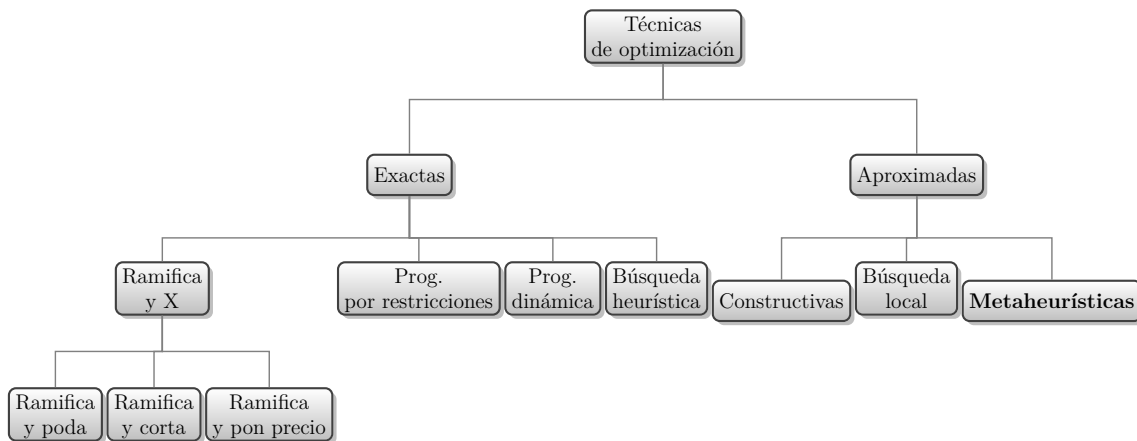 Técnicas
de optimización
Exactas
Aproximadas
Ramifica
y X
Prog.
por restricciones
Prog.
dinámica
Búsqueda
heurística
Constructivas
Búsqueda
local
Metaheurísticas
Ramifica
y poda
Ramifica
y corta
Ramifica
y pon precio